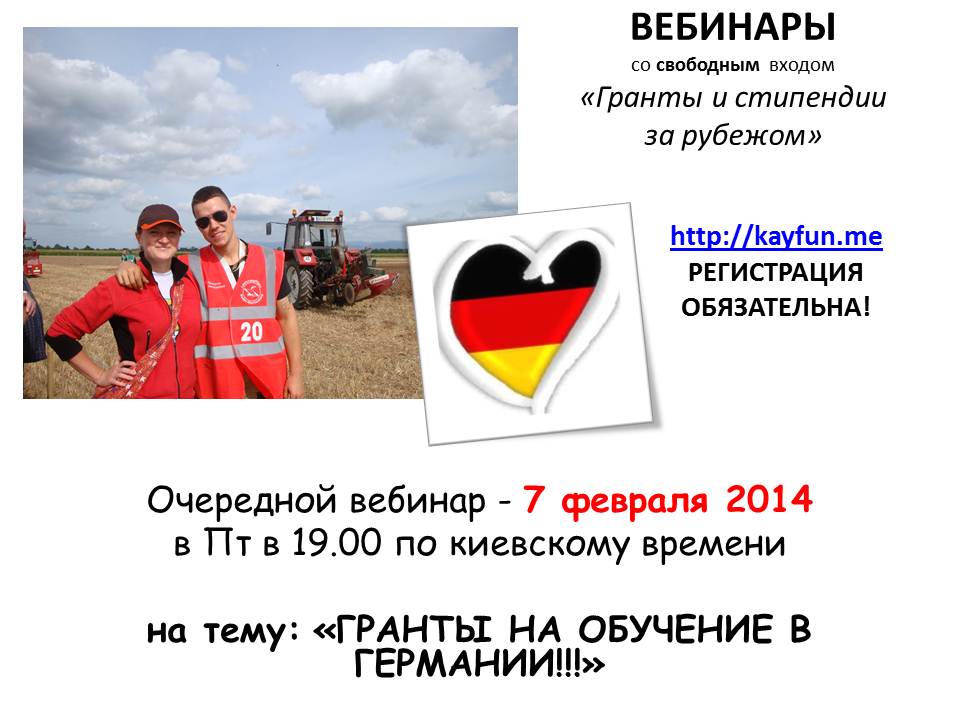 ВЕБИНАРЫ
со свободным входом
«Гранты и стипендии
за рубежом»
http://kayfun.me
РЕГИСТРАЦИЯ
ОБЯЗАТЕЛЬНА!
20
Очередной вебинар - 7 февраля 2014
в Пт в 19.00 по киевскому времени
на тему: «ГРАНТЫ НА ОБУЧЕНИЕ В
ГЕРМАНИИ!!!»